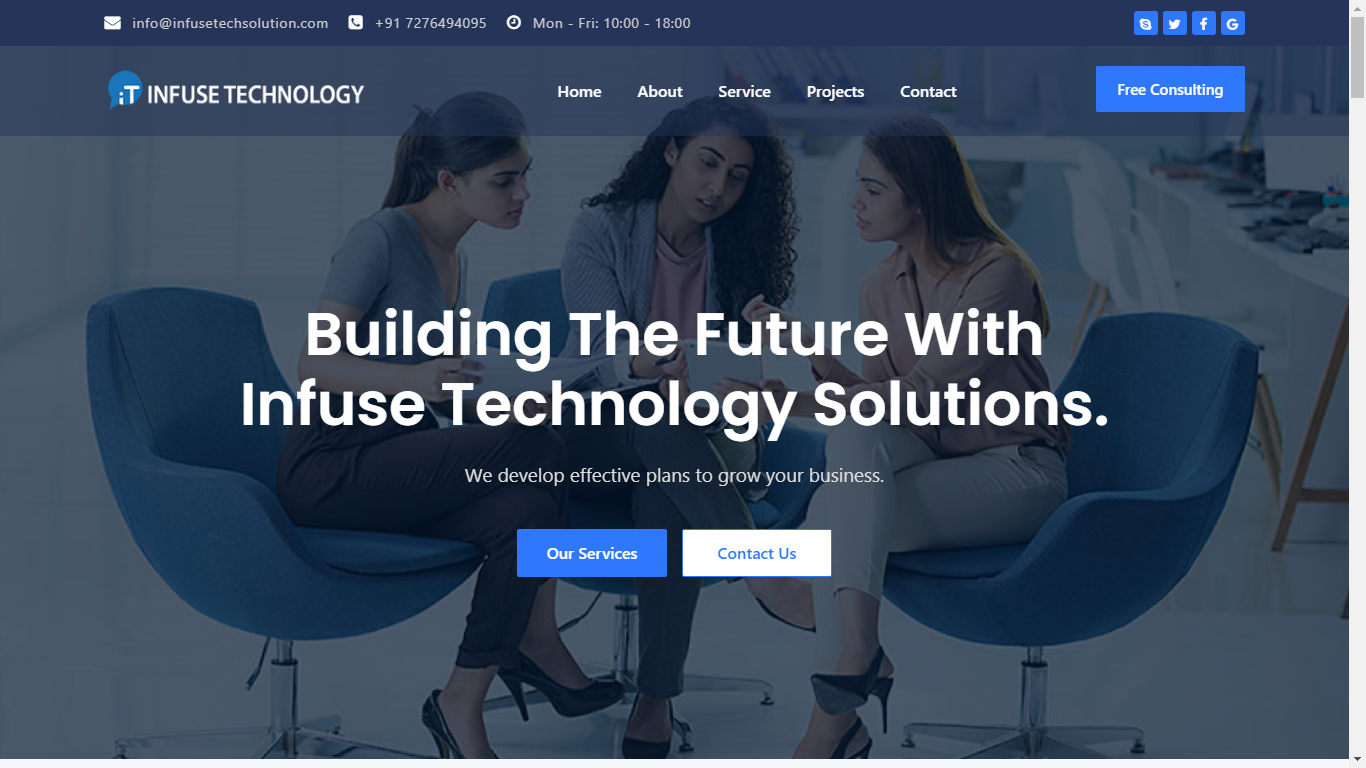 info@infusetechsolution.com +91 7276494095 Mon - Fri: 10:00 - 18:00
iT INFUSE TECHNOLOGY Home About Service Projects Contact Free Consulting
Building The Future With
Infuse Technology Solutions.
We develop effective plans to grow your business.
Our Services Contact Us